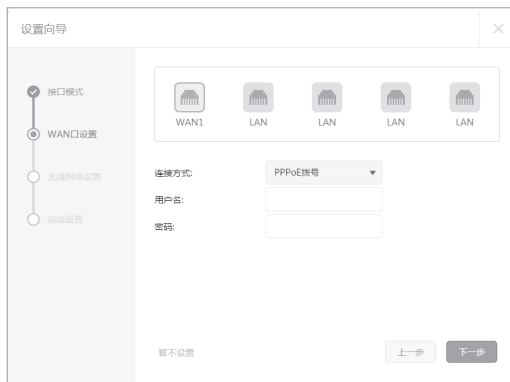 设置向导
接口模式
WAN口设置
无线网络设置
完成设置
WAN1 LAN LAN LAN LAN
连接方式: PPPoE拨号
用户名:
密码:
暂不设置 上一步 下一步